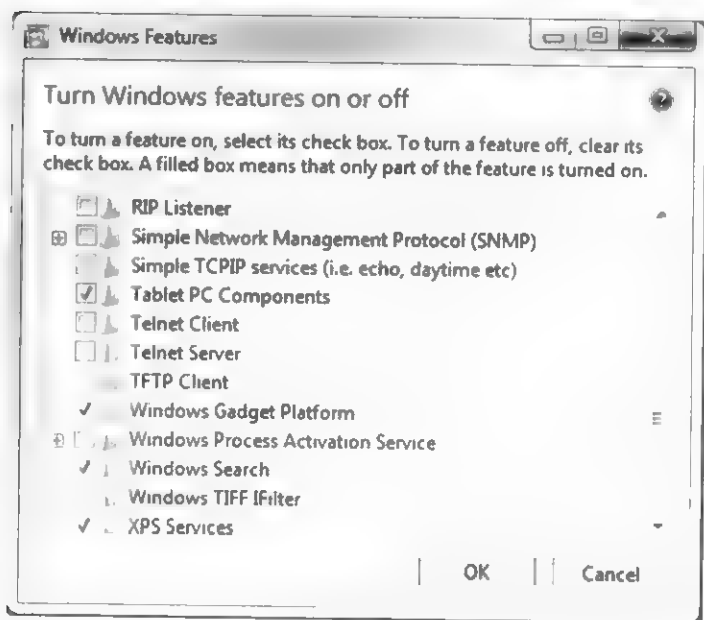 Windows Features
Turn Windows features on or off
To turn a feature on, select its check box. To turn a feature off, clear its
check box. A filled box means that only part of the feature is turned on.
RIP Listener
Simple Network Management Protocol (SNMP)
Simple TCPIP services (i.e. echo, daytime etc)
Tablet PC Components
Telnet Client
Telnet Server
TFTP Client
Windows Gadget Platform
Windows Process Activation Service
Windows Search
Windows TIFF IFilter
XPS Services
OK Cancel